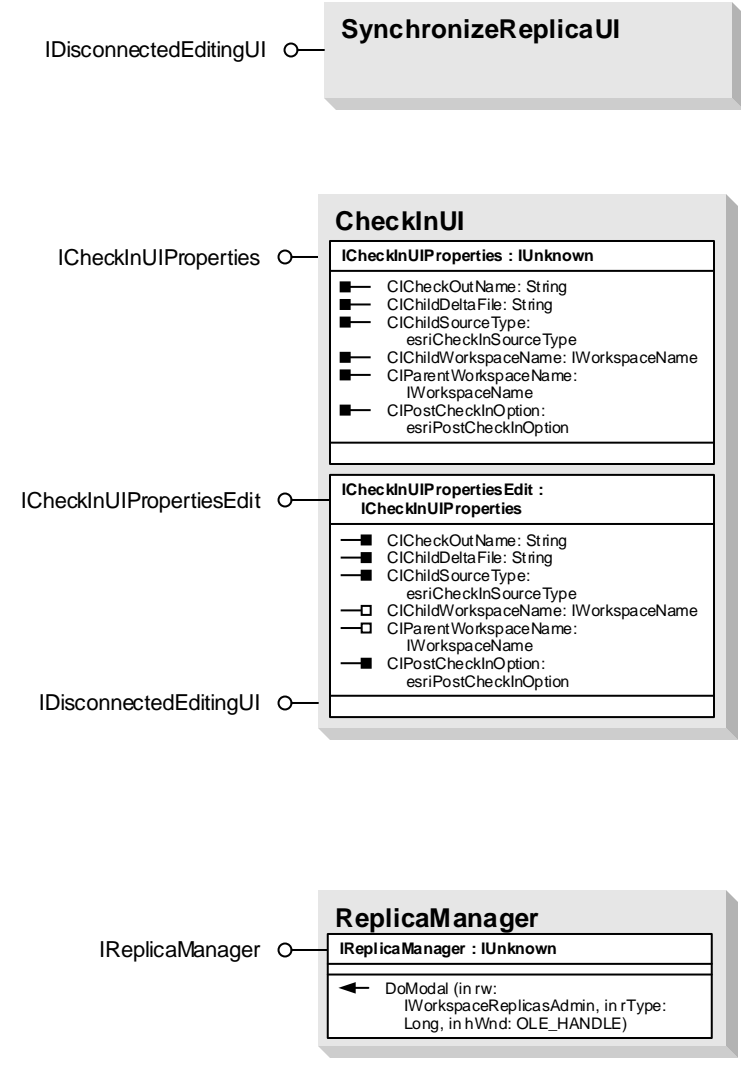 SynchronizeReplicaUI
IDisconnectedEditingUI
CheckInUI
ICheckInUIProperties
ICheckInUIProperties : IUnknown
CICheckOutName: String
CIChildDeltaFile: String
CIChildSourceType:
esriCheckInSourceType
CIChildWorkspaceName: IWorkspaceName
CIParentWorkspaceName:
IWorkspaceName
CIPostCheckInOption:
esriPostCheckInOption
ICheckInUIPropertiesEdit
ICheckInUIPropertiesEdit :
ICheckInUIProperties
CICheckOutName: String
CIChildDeltaFile: String
CIChildSourceType:
esriCheckInSourceType
CIChildWorkspaceName: IWorkspaceName
CIParentWorkspaceName:
IWorkspaceName
CIPostCheckInOption:
esriPostCheckInOption
IDisconnectedEditingUI
ReplicaManager
IReplicaManager
IReplicaManager : IUnknown
DoModal (in rw:
IWorkspaceReplicasAdmin, in rType:
Long, in hWnd: OLE_HANDLE)